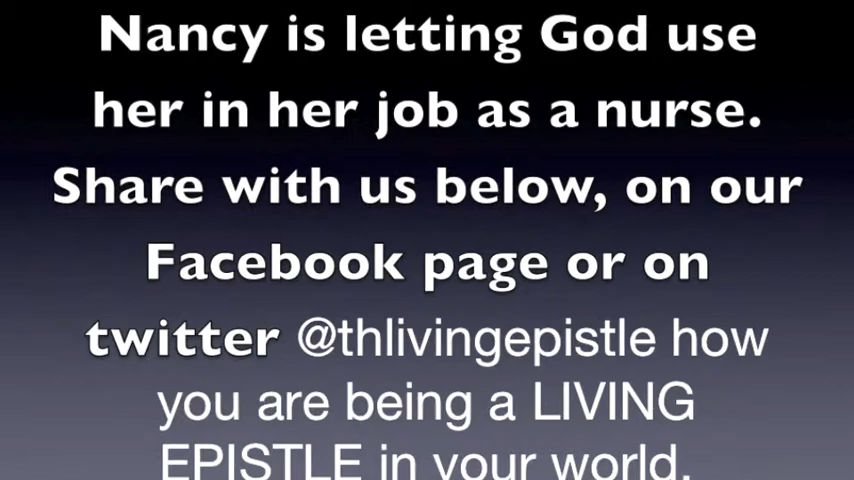 Nancy is letting God use
her in her job as a nurse.
Share with us below, on our
Facebook page or on
twitter @thlivingepistle how
you are being a LIVING
EPISTLE in your world.